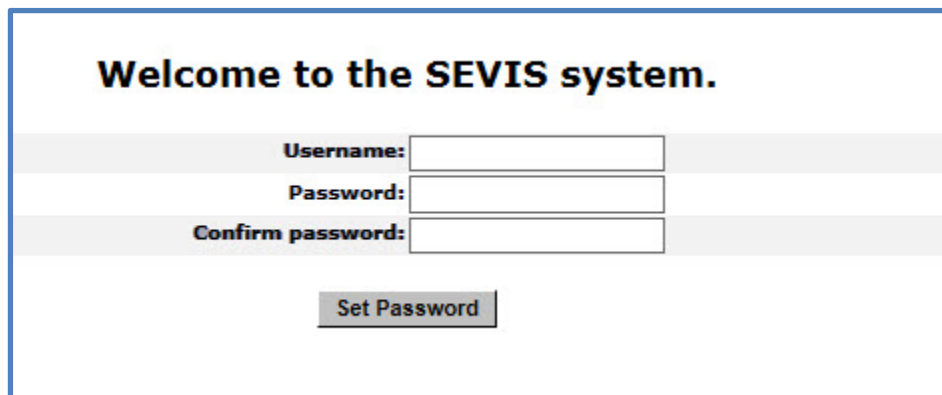 Welcome to the SEVIS system.
Username:
Password:
Confirm password:
Set Password